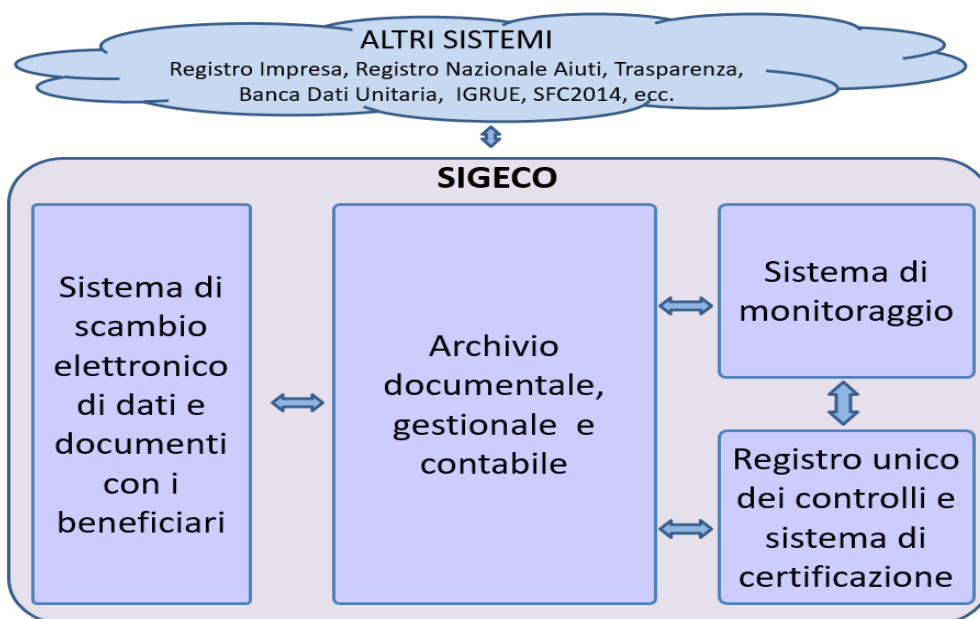 ALTRI SISTEMI
Registro Impresa, Registro Nazionale Aiuti, Trasparenza,
Banca Dati Unitaria, IGRUE, SFC2014, ecc.
SIGECO
Sistema di
scambio
elettronico
di dati e
documenti
con i
beneficiari
Archivio
documentale,
gestionale e
contabile
Sistema di
monitoraggio
Registro unico
dei controlli e
sistema di
certificazione